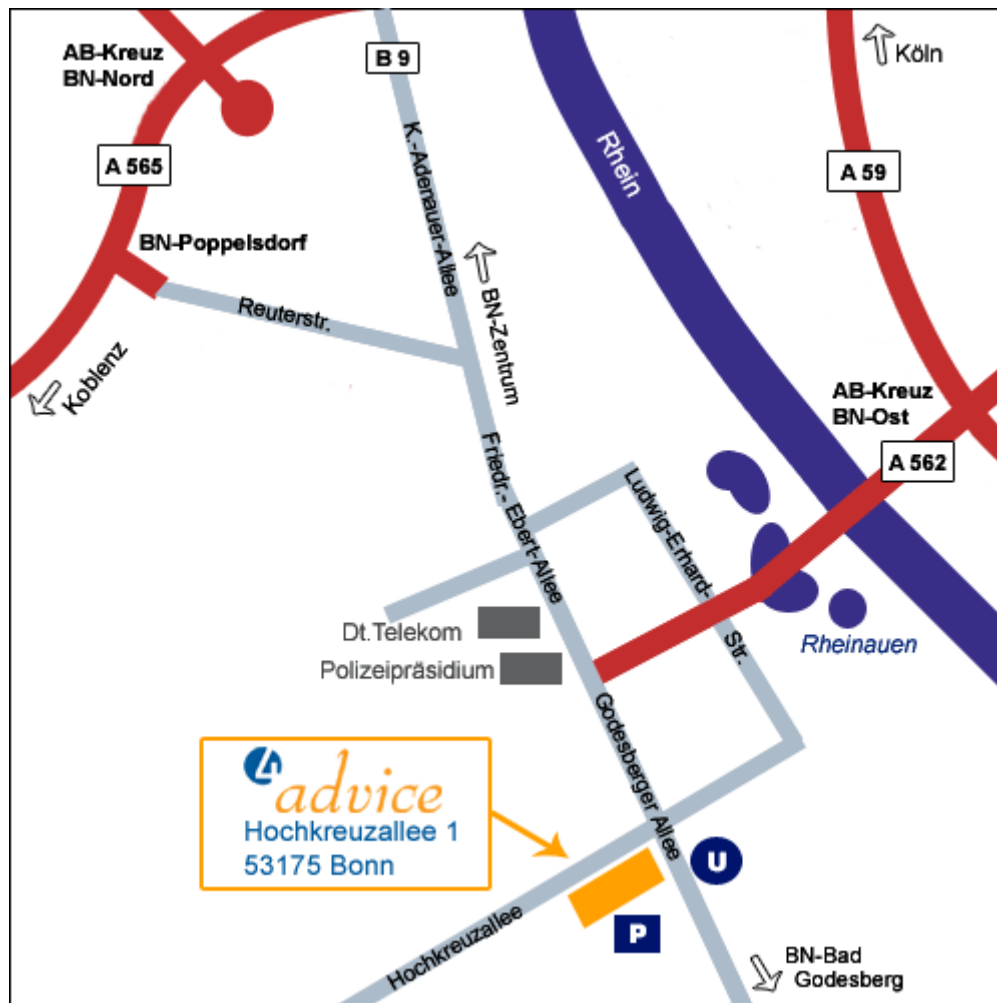 AB-Kreuz
BN-Nord
B 9
Köln
A 565
K.-Adenauer-Allee
Rhein
A 59
BN-Poppelsdorf
Reuterstr.
BN-Zentrum
Koblenz
AB-Kreuz
BN-Ost
A 562
Friedr.- Ebert-Allee
Ludwig-Erhard-
Str.
Dt.Telekom
Polizeipräsidium
Rheinauen
Godesberger Allee
4
advice
Hochkreuzallee 1
53175 Bonn
U
P
Hochkreuzallee
BN-Bad
Godesberg